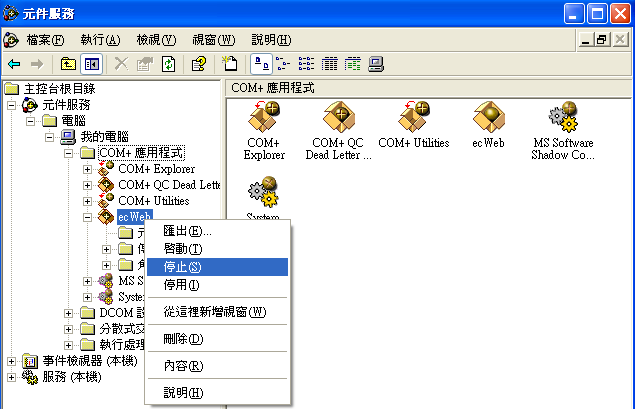 元件服務
檔案(F) 執行(A) 檢視(V) 視窗(W) 說明(H)
主控台根目錄
元件服務
電腦
我的電腦
COM+ 應用程式
COM+ Explorer
COM+ QC Dead Lette
COM+ Utilities
ecWeb
元
傳
角
MS S
System
DCOM 設
分散式交
執行處理
事件檢視器 (本機)
服務 (本機)
匯出(E)...
啓動(T)
停止(S)
停用(I)
從這裡新增視窗(W)
刪除(D)
內容(R)
說明(H)
COM+ 應用程式
COM+ Explorer
COM+ QC Dead Letter ...
COM+ Utilities
ecWeb
MS Software Shadow Co...
System